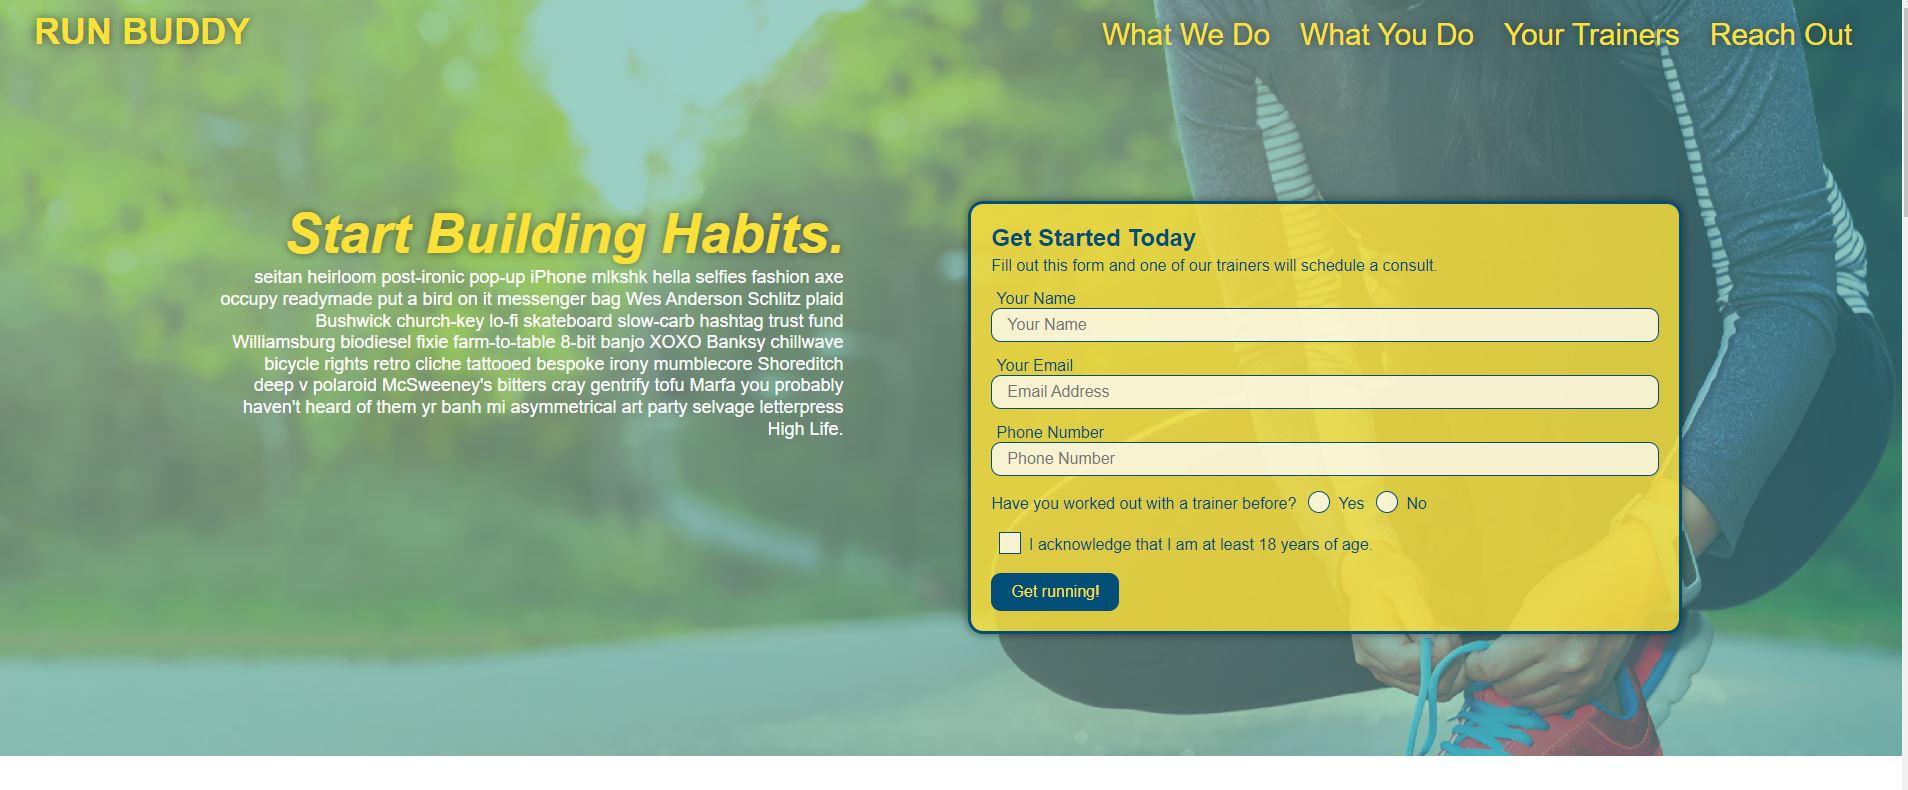 RUN BUDDY
What We Do What You Do Your Trainers Reach Out
Start Building Habits.
seitan heirloom post-ironic pop-up iPhone mlkshk hella selfies fashion axe
occupy readymade put a bird on it messenger bag Wes Anderson Schlitz plaid
Bushwick church-key lo-fi skateboard slow-carb hashtag trust fund
Williamsburg biodiesel fixie farm-to-table 8-bit banjo XOXO Banksy chillwave
bicycle rights retro cliche tattooed bespoke irony mumblecore Shoreditch
deep v polaroid McSweeney's bitters cray gentrify tofu Marfa you probably
haven't heard of them yr banh mi asymmetrical art party selvage letterpress
High Life.
Get Started Today
Fill out this form and one of our trainers will schedule a consult.
Your Name
Your Name
Your Email
Email Address
Phone Number
Phone Number
Have you worked out with a trainer before? Yes No
I acknowledge that I am at least 18 years of age.
Get running!